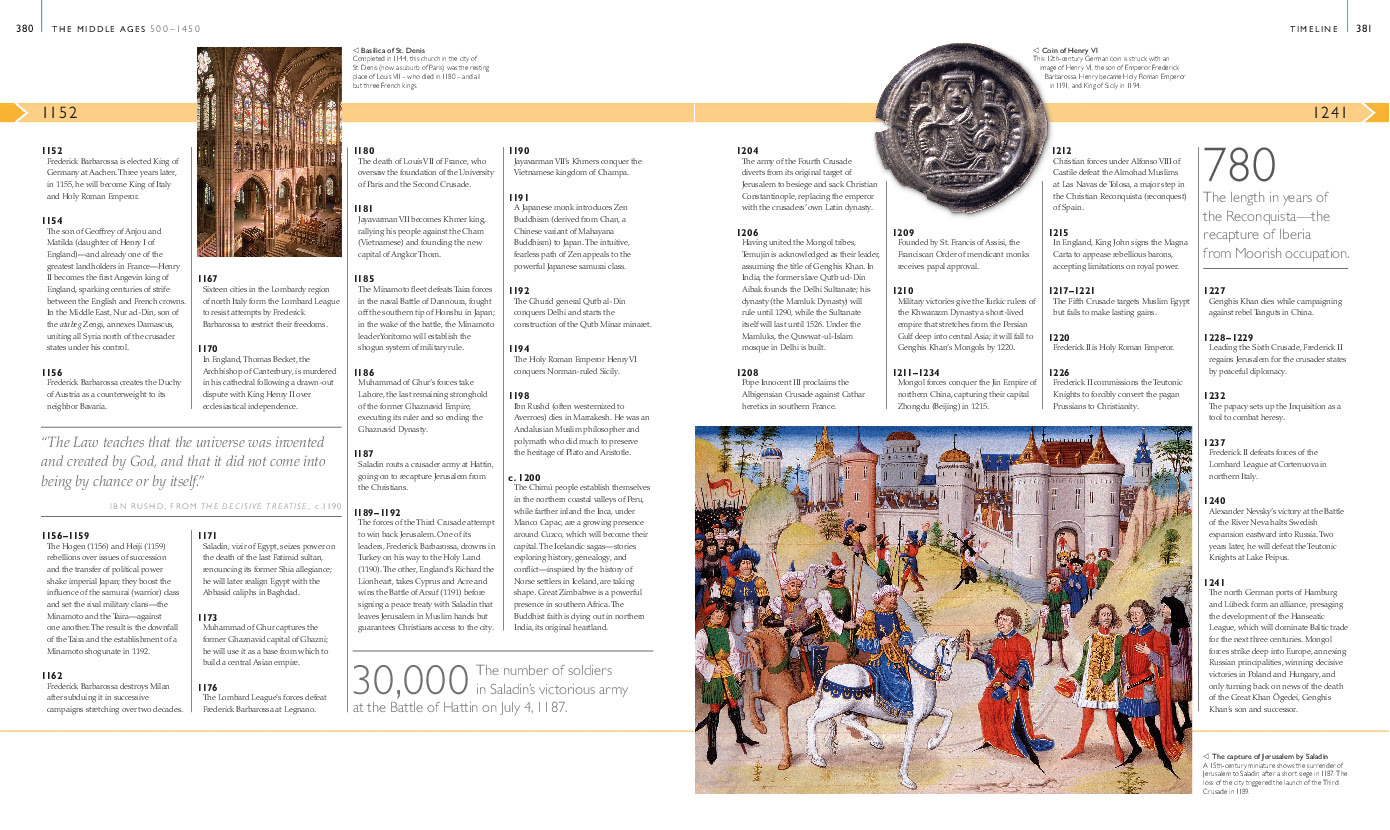 380 THE MIDDLE AGES 500–1450
◁ Basilica of St. Denis
Completed in 1144, this church in the city of
St. Denis (now a suburb of Paris) was the resting
place of Louis VII – who died in 1180 – and all
but three French kings.
1152
1152
Frederick Barbarossa is elected King of
Germany at Aachen. Three years later,
in 1155, he will become King of Italy
and Holy Roman Emperor.
1154
The son of Geoffrey of Anjou and
Matilda (daughter of Henry I of
England)—and already one of the
greatest landholders in France—Henry
II becomes the first Angevin king of
England, sparking centuries of strife
between the English and French crowns.
In the Middle East, Nur ad-Din, son of
the atabeg Zengi, annexes Damascus,
uniting all Syria north of the crusader
states under his control.
1156
Frederick Barbarossa creates the Duchy
of Austria as a counterweight to its
neighbor Bavaria.
1167
Sixteen cities in the Lombardy region
of north Italy form the Lombard League
to resist attempts by Frederick
Barbarossa to restrict their freedoms.
1170
In England, Thomas Becket, the
Archbishop of Canterbury, is murdered
in his cathedral following a drawn-out
dispute with King Henry II over
ecclesiastical independence.
“The Law teaches that the universe was invented
and created by God, and that it did not come into
being by chance or by itself.”
IBN RUSHD, FROM THE DECISIVE TREATISE, c.1190
1156–1159
The Hogen (1156) and Heiji (1159)
rebellions over issues of succession
and the transfer of political power
shake imperial Japan; they boost the
influence of the samurai (warrior) class
and set the rival military clans—the
Minamoto and the Taira—against
one another. The result is the downfall
of the Taira and the establishment of a
Minamoto shogunate in 1192.
1162
Frederick Barbarossa destroys Milan
after subduing it in successive
campaigns stretching over two decades.
1171
Saladin, vizir of Egypt, seizes power on
the death of the last Fatimid sultan,
renouncing its former Shia allegiance;
he will later realign Egypt with the
Abbasid caliphs in Baghdad.
1173
Muhammad of Ghur captures the
former Ghaznavid capital of Ghazni;
he will use it as a base from which to
build a central Asian empire.
1176
The Lombard League's forces defeat
Frederick Barbarossa at Legnano.
1180
The death of Louis VII of France, who
oversaw the foundation of the University
of Paris and the Second Crusade.
1181
Jayavarman VII becomes Khmer king,
rallying his people against the Cham
(Vietnamese) and founding the new
capital of Angkor Thom.
1185
The Minamoto fleet defeats Taira forces
in the naval Battle of Dannoura, fought
off the southern tip of Honshu in Japan;
in the wake of the battle, the Minamoto
leader Yoritomo will establish the
shogun system of military rule.
1186
Muhammad of Ghur's forces take
Lahore, the last remaining stronghold
of the former Ghaznavid Empire,
executing its ruler and so ending the
Ghaznavid Dynasty.
1187
Saladin routs a crusader army at Hattin,
going on to recapture Jerusalem from
the Christians.
1189–1192
The forces of the Third Crusade attempt
to win back Jerusalem. One of its
leaders, Frederick Barbarossa, drowns in
Turkey on his way to the Holy Land
(1190). The other, England's Richard the
Lionheart, takes Cyprus and Acre and
wins the Battle of Arsuf (1191) before
signing a peace treaty with Saladin that
leaves Jerusalem in Muslim hands but
guarantees Christians access to the city.
1190
Jayavarman VII's Khmers conquer the
Vietnamese kingdom of Champa.
1191
A Japanese monk introduces Zen
Buddhism (derived from Chan, a
Chinese variant of Mahayana
Buddhism) to Japan. The intuitive,
fearless path of Zen appeals to the
powerful Japanese samurai class.
1192
The Ghurid general Qutb al-Din
conquers Delhi and starts the
construction of the Qutb Minar minaret.
1194
The Holy Roman Emperor Henry VI
conquers Norman-ruled Sicily.
1198
Ibn Rushd (often westernized to
Averroes) dies in Marrakesh. He was an
Andalusian Muslim philosopher and
polymath who did much to preserve
the heritage of Plato and Aristotle.
c. 1200
The Chimú people establish themselves
in the northern coastal valleys of Peru,
while farther inland the Inca, under
Manco Capac, are a growing presence
around Cuzco, which will become their
capital. The Icelandic sagas—stories
exploring history, genealogy, and
conflict—inspired by the history of
Norse settlers in Iceland, are taking
shape. Great Zimbabwe is a powerful
presence in southern Africa. The
Buddhist faith is dying out in northern
India, its original heartland.
30,000 The number of soldiers
in Saladin's victorious army
at the Battle of Hattin on July 4, 1187.
TIMELINE 381
◁ Coin of Henry VI
This 12th-century German coin is struck with an
image of Henry VI, the son of Emperor Frederick
Barbarossa. Henry became Holy Roman Emperor
in 1191, and King of Sicily in 1194.
1241
1204
The army of the Fourth Crusade
diverts from its original target of
Jerusalem to besiege and sack Christian
Constantinople, replacing the emperor
with the crusaders' own Latin dynasty.
1206
Having united the Mongol tribes,
Temujin is acknowledged as their leader,
assuming the title of Genghis Khan. In
India, the former slave Qutb ud-Din
Aibak founds the Delhi Sultanate; his
dynasty (the Mamluk Dynasty) will
rule until 1290, while the Sultanate
itself will last until 1526. Under the
Mamluks, the Quwwat-ul-Islam
mosque in Delhi is built.
1208
Pope Innocent III proclaims the
Albigensian Crusade against Cathar
heretics in southern France.
1209
Founded by St. Francis of Assisi, the
Franciscan Order of mendicant monks
receives papal approval.
1210
Military victories give the Turkic rulers of
the Khwarazm Dynasty a short-lived
empire that stretches from the Persian
Gulf deep into central Asia; it will fall to
Genghis Khan's Mongols by 1220.
1211–1234
Mongol forces conquer the Jin Empire of
northern China, capturing their capital
Zhongdu (Beijing) in 1215.
1212
Christian forces under Alfonso VIII of
Castile defeat the Almohad Muslims
at Las Navas de Tolosa, a major step in
the Christian Reconquista (reconquest)
of Spain.
1215
In England, King John signs the Magna
Carta to appease rebellious barons,
accepting limitations on royal power.
1217–1221
The Fifth Crusade targets Muslim Egypt
but fails to make lasting gains.
1220
Frederick II is Holy Roman Emperor.
1226
Frederick II commissions the Teutonic
Knights to forcibly convert the pagan
Prussians to Christianity.
780
The length in years of
the Reconquista—the
recapture of Iberia
from Moorish occupation.
1227
Genghis Khan dies while campaigning
against rebel Tanguts in China.
1228–1229
Leading the Sixth Crusade, Frederick II
regains Jerusalem for the crusader states
by peaceful diplomacy.
1232
The papacy sets up the Inquisition as a
tool to combat heresy.
1237
Frederick II defeats forces of the
Lombard League at Cortenuova in
northern Italy.
1240
Alexander Nevsky's victory at the Battle
of the River Neva halts Swedish
expansion eastward into Russia. Two
years later, he will defeat the Teutonic
Knights at Lake Peipus.
1241
The north German ports of Hamburg
and Lübeck form an alliance, presaging
the development of the Hanseatic
League, which will dominate Baltic trade
for the next three centuries. Mongol
forces strike deep into Europe, annexing
Russian principalities, winning decisive
victories in Poland and Hungary, and
only turning back on news of the death
of the Great Khan Ögedei, Genghis
Khan's son and successor.
◁ The capture of Jerusalem by Saladin
A 15th-century miniature shows the surrender of
Jerusalem to Saladin after a short siege in 1187. The
loss of the city triggered the launch of the Third
Crusade in 1189.